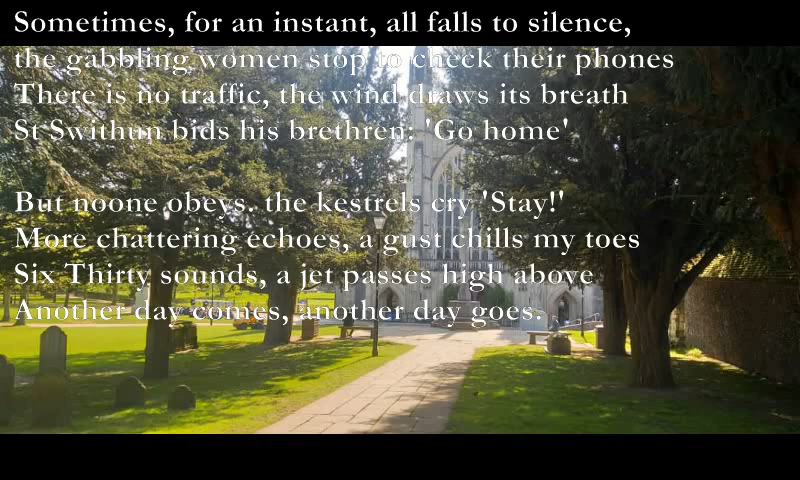 Sometimes, for an instant, all falls to silence,
the gabbling women stop to check their phones
There is no traffic, the wind draws its breath
St Swithun bids his brethren: 'Go home'
But noone obeys. the kestrels cry 'Stay!'
More chattering echoes, a gust chills my toes
Six Thirty sounds, a jet passes high above
Another day comes, another day goes.